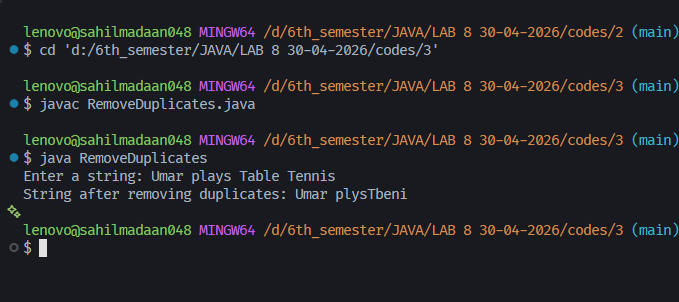 lenovo@sahilmadaan048 MINGW64 /d/6th_semester/JAVA/LAB 8 30-04-2026/codes/2 (main)
$ cd 'd:/6th_semester/JAVA/LAB 8 30-04-2026/codes/3'
lenovo@sahilmadaan048 MINGW64 /d/6th_semester/JAVA/LAB 8 30-04-2026/codes/3 (main)
$ javac RemoveDuplicates.java
lenovo@sahilmadaan048 MINGW64 /d/6th_semester/JAVA/LAB 8 30-04-2026/codes/3 (main)
$ java RemoveDuplicates
Enter a string: Umar plays Table Tennis
String after removing duplicates: Umar plysTbeni
lenovo@sahilmadaan048 MINGW64 /d/6th_semester/JAVA/LAB 8 30-04-2026/codes/3 (main)
$